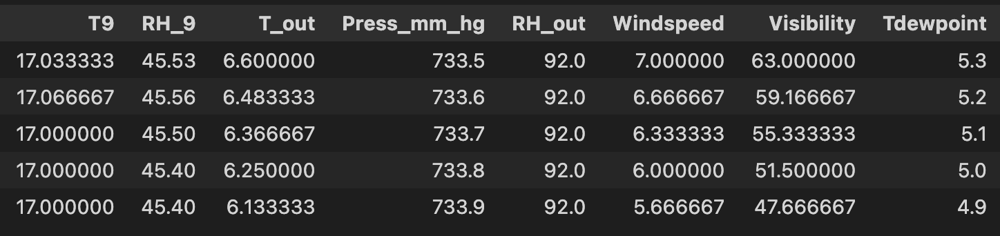 T9 RH_9 T_out Press_mm_hg RH_out Windspeed Visibility Tdewpoint
17.033333 45.53 6.600000 733.5 92.0 7.000000 63.000000 5.3
17.066667 45.56 6.483333 733.6 92.0 6.666667 59.166667 5.2
17.000000 45.50 6.366667 733.7 92.0 6.333333 55.333333 5.1
17.000000 45.40 6.250000 733.8 92.0 6.000000 51.500000 5.0
17.000000 45.40 6.133333 733.9 92.0 5.666667 47.666667 4.9